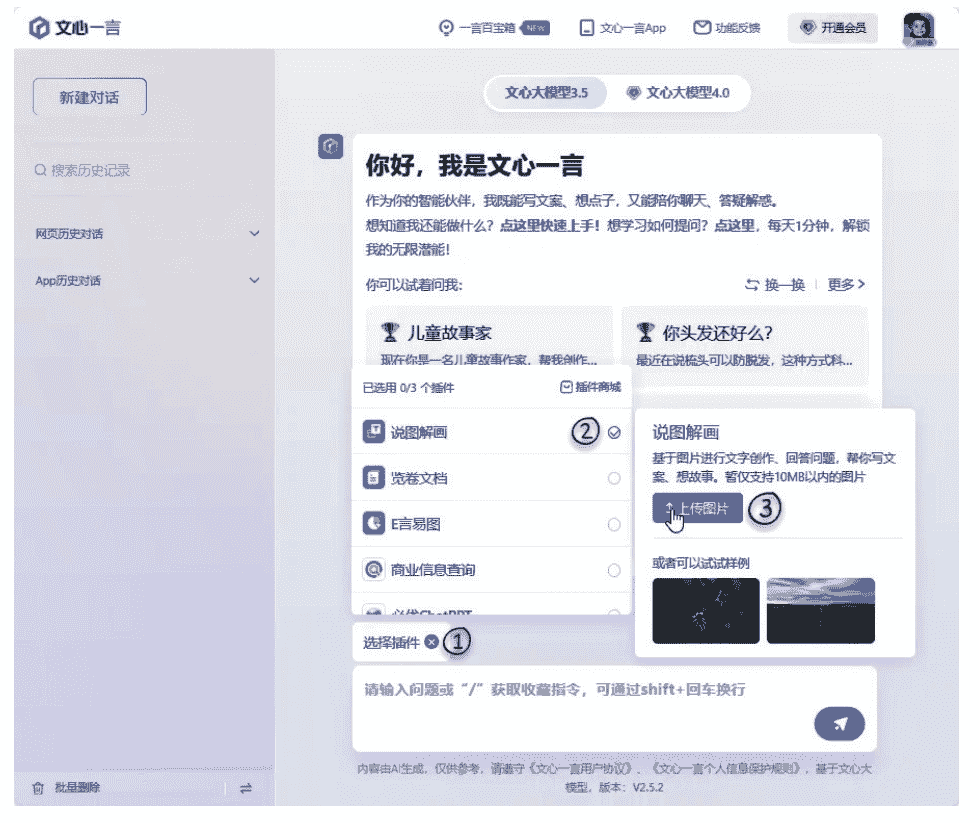 文心一言
一言百宝箱 NEW
文心一言App
功能反馈
开通会员
新建对话
搜索历史记录
网页历史对话
App历史对话
批量删除
文心大模型3.5
文心大模型4.0
你好，我是文心一言
作为你的智能伙伴，我既能写文案、想点子，又能陪你聊天、答疑解惑。
想知道我还能做什么？点这里快速上手！想学习如何提问？点这里，每天1分钟，解锁
我的无限潜能！
你可以试着问我：
换一换
更多
儿童故事家
现在你是一名儿童故事作家，帮我创作...
你头发还好么？
最近在说梳头可以防脱发，这种方式科...
已选用 0/3 个插件
插件商城
说图解画
②
览卷文档
E言易图
商业信息查询
必优ChatPPT
选择插件
①
说图解画
基于图片进行文字创作、回答问题，帮你写文
案、想故事。暂仅支持10MB以内的图片
上传图片
③
或者可以试试样例
请输入问题或“/”获取收藏指令，可通过shift+回车换行
内容由AI生成，仅供参考，请遵守《文心一言用户协议》、《文心一言个人信息保护规则》，基于文心大
模型，版本：V2.5.2